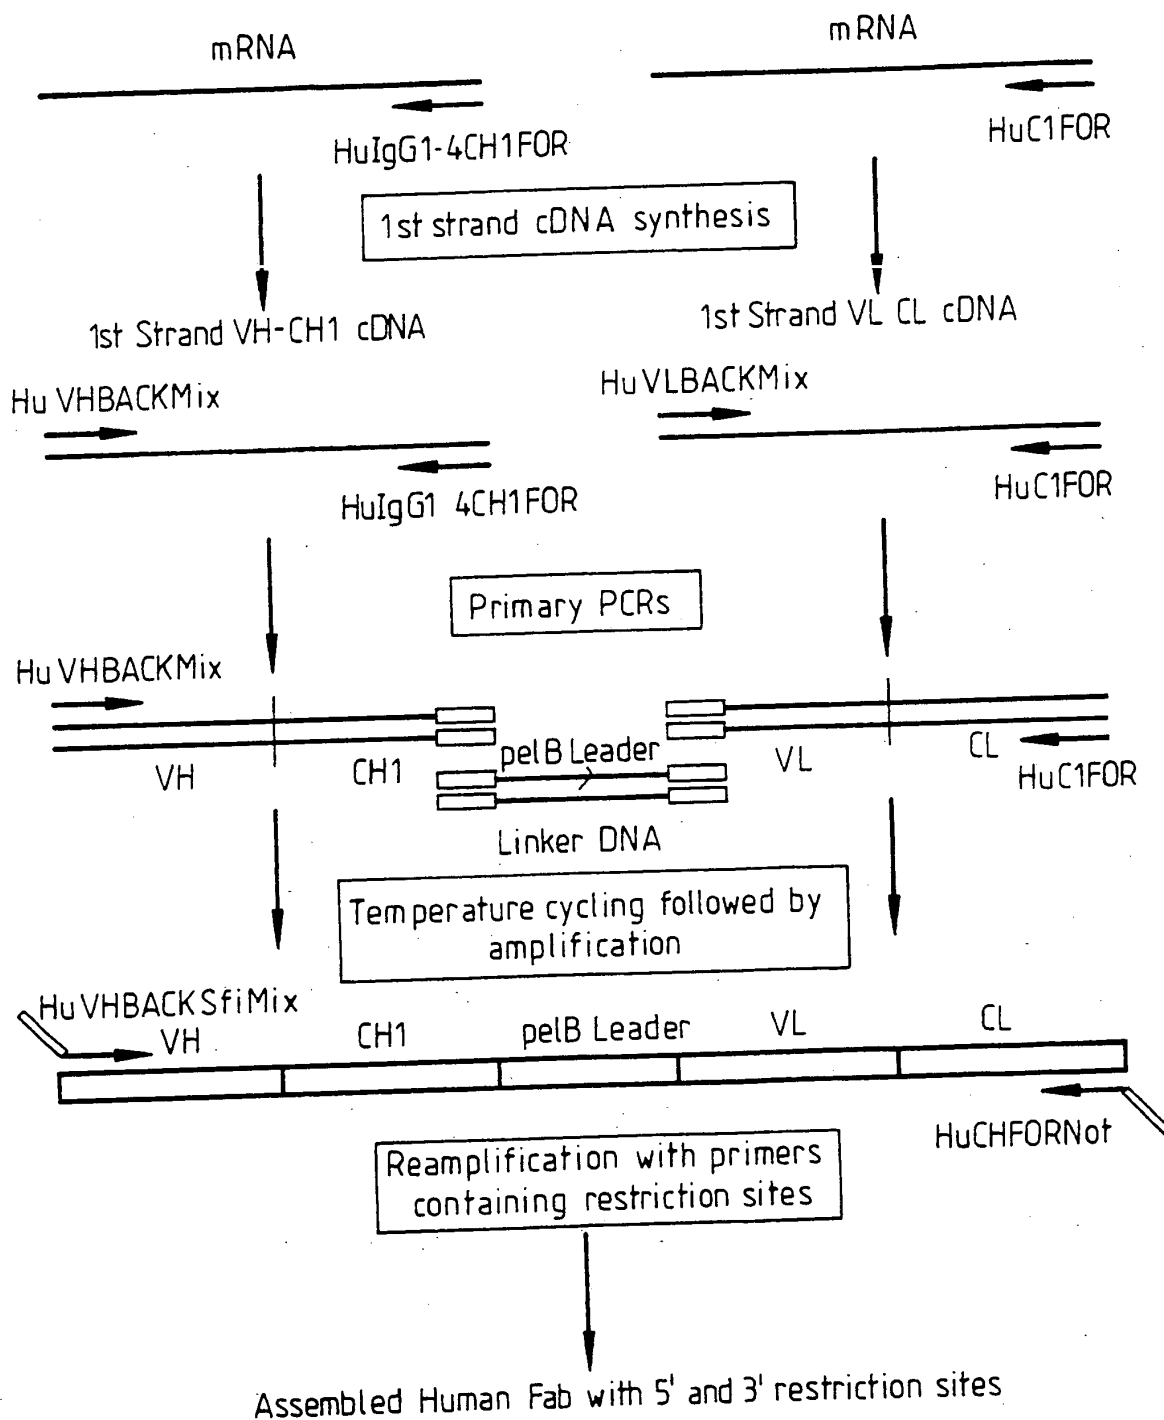 mRNA
mRNA
HuIgG1-4CH1FOR
HuC1FOR
1st strand cDNA synthesis
1st Strand VH-CH1 cDNA
1st Strand VL CL cDNA
Hu VHBACKMix
Hu VLBACKMix
HuIgG1 4CH1FOR
HuC1FOR
Primary PCRs
Hu VHBACKMix
VH
CH1
pelB Leader
VL
CL
HuC1FOR
Linker DNA
Temperature cycling followed by
amplification
HuVHBACKSfiMix
VH
CH1
pelB Leader
VL
CL
HuCHFORNot
Reamplification with primers
containing restriction sites
Assembled Human Fab with 5' and 3' restriction sites